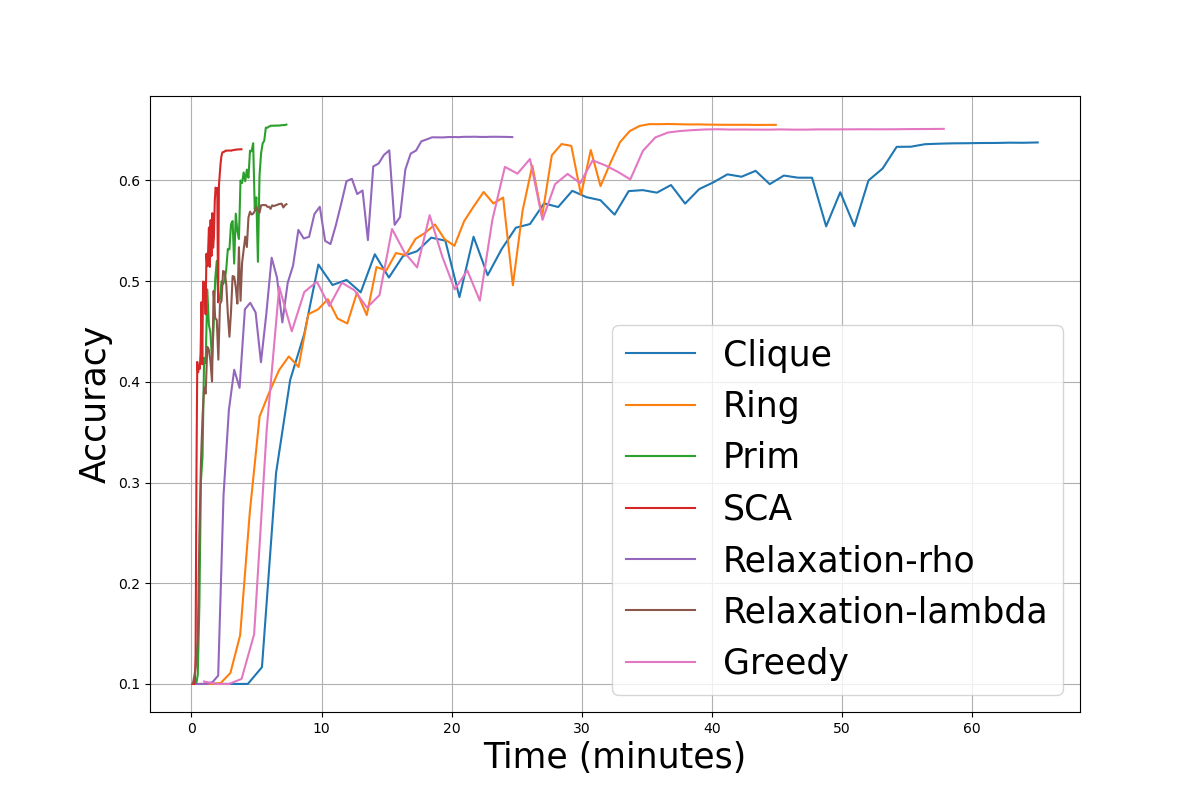 Accuracy
0.6
0.5
0.4
0.3
0.2
0.1
Clique
Ring
Prim
SCA
Relaxation-rho
Relaxation-lambda
Greedy
0 10 20 30 40 50 60
Time (minutes)